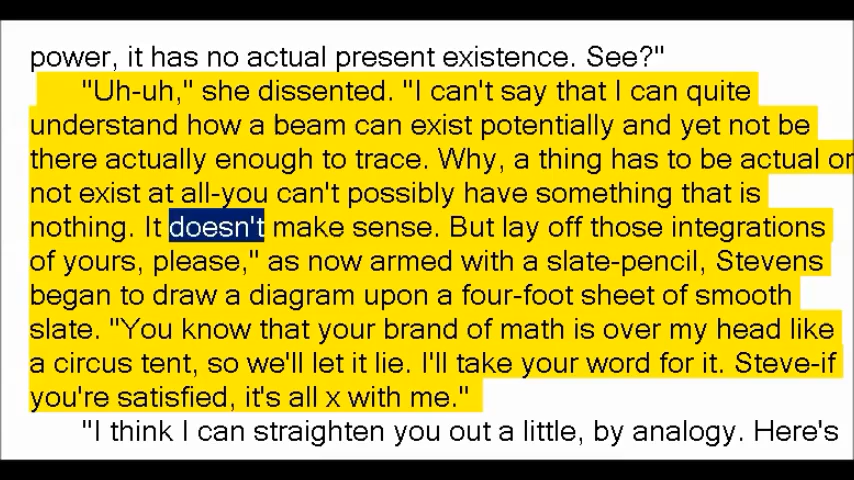 power, it has no actual present existence. See?"
"Uh-uh," she dissented. "I can't say that I can quite
understand how a beam can exist potentially and yet not be
there actually enough to trace. Why, a thing has to be actual or
not exist at all-you can't possibly have something that is
nothing. It doesn't make sense. But lay off those integrations
of yours, please," as now armed with a slate-pencil, Stevens
began to draw a diagram upon a four-foot sheet of smooth
slate. "You know that your brand of math is over my head like
a circus tent, so we'll let it lie. I'll take your word for it. Steve-if
you're satisfied, it's all x with me."
"I think I can straighten you out a little, by analogy. Here's